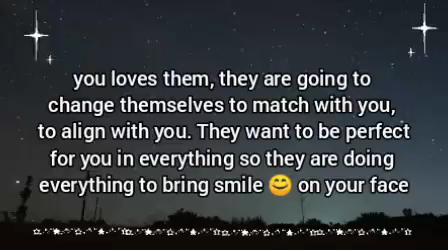 you loves them, they are going to
change themselves to match with you,
to align with you. They want to be perfect
for you in everything so they are doing
everything to bring smile 😊 on your face